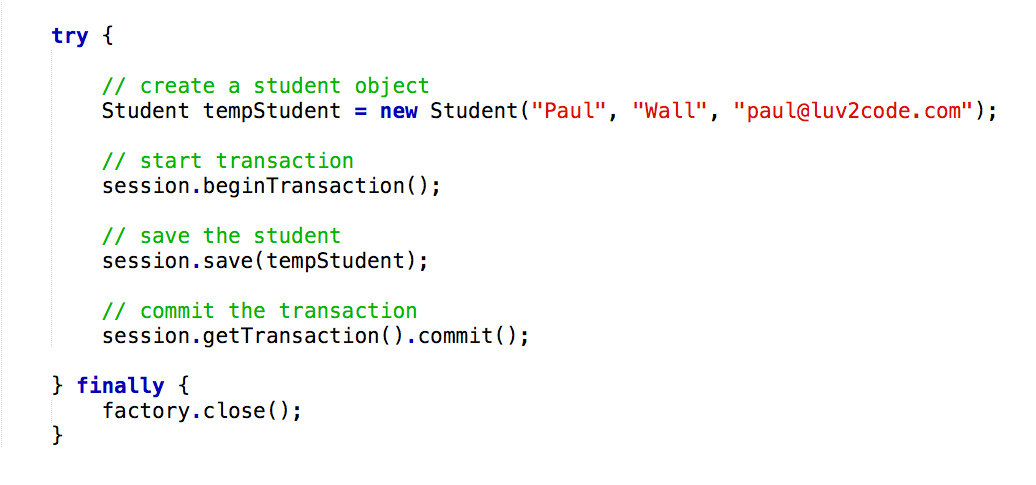 try {
// create a student object
Student tempStudent = new Student("Paul", "Wall", "paul@luv2code.com");
// start transaction
session.beginTransaction();
// save the student
session.save(tempStudent);
// commit the transaction
session.getTransaction().commit();
} finally {
factory.close();
}